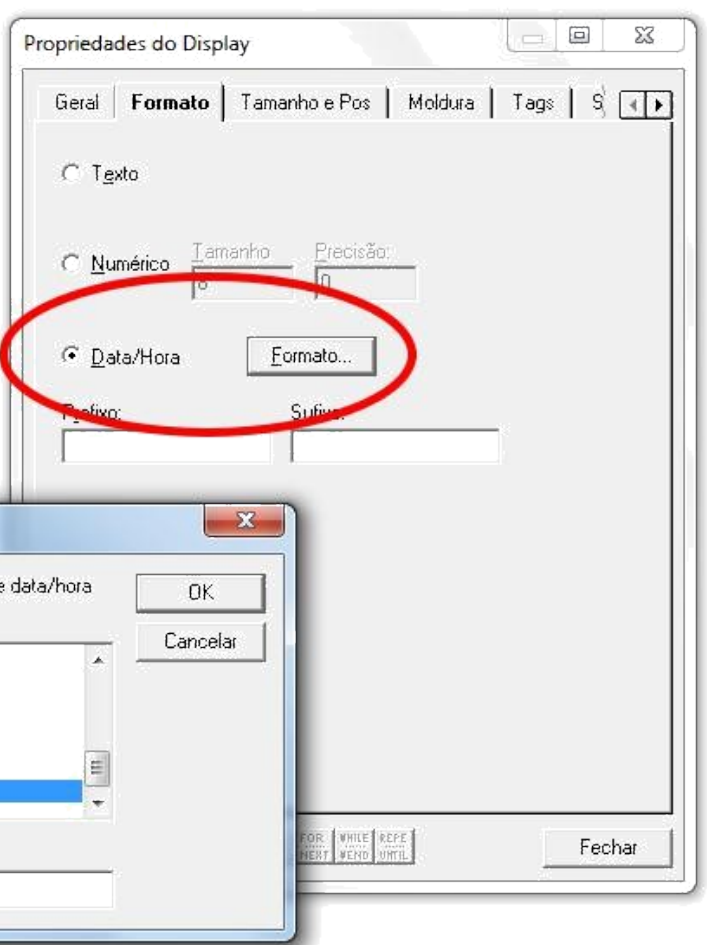 Propriedades do Display
Geral Formato Tamanho e Pos Moldura Tags S
Texto
Numérico Tamanho Precisão:
Data/Hora Formato...
Prefixo: Sufixo:
data/hora OK
Cancelar
FOR NEXT WHILE WEND REPE UNTIL Fechar